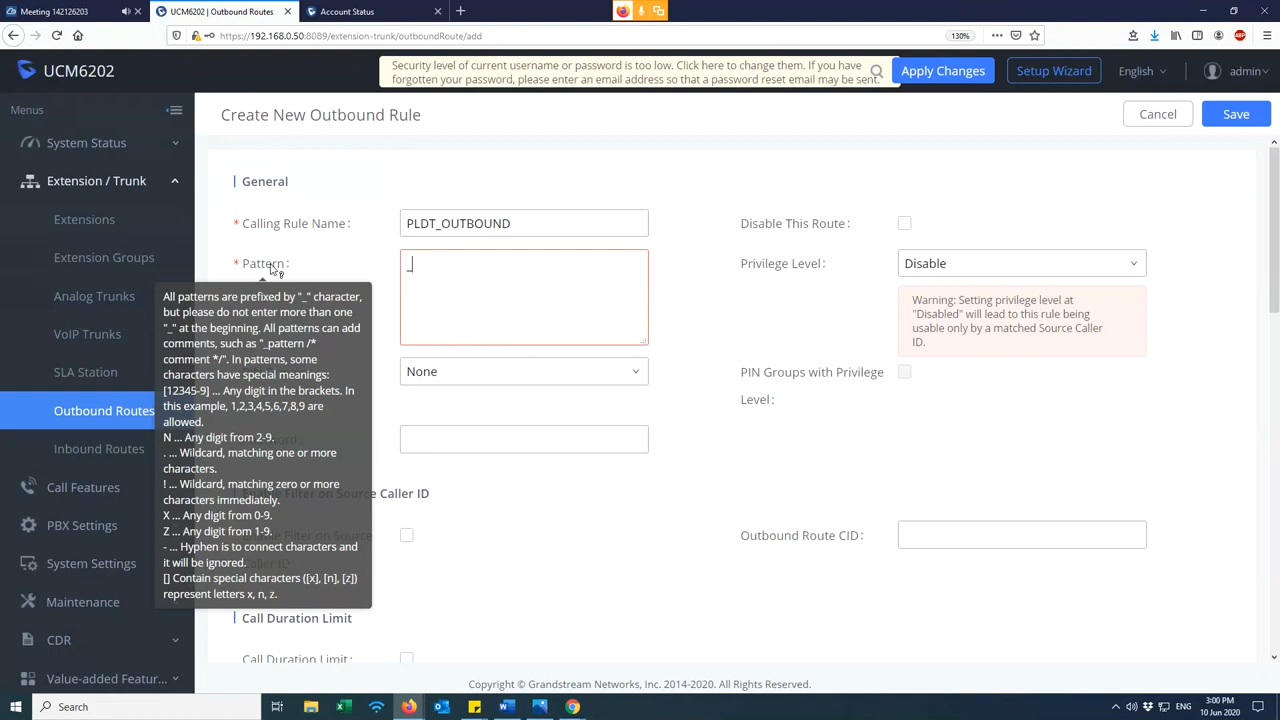 Meeting 142126203
UCM6202 | Outbound Routes
Account Status
https://192.168.0.50:8089/extension-trunk/outboundRoute/add
130%
ABP
UCM6202
Security level of current username or password is too low. Click here to change them. If you have
forgotten your password, please enter an email address so that a password reset email may be sent.
Apply Changes
Setup Wizard
English
admin
Menus
Create New Outbound Rule
Cancel
Save
System Status
Extension / Trunk
Extensions
Extension Groups
Analog Trunks
VoIP Trunks
SLA Station
Outbound Routes
Inbound Routes
Call Features
PBX Settings
System Settings
Maintenance
CDR
Value-added Featur...
General
* Calling Rule Name :
PLDT_OUTBOUND
Disable This Route :
* Pattern :
_
Privilege Level :
Disable
Warning: Setting privilege level at
"Disabled" will lead to this rule being
usable only by a matched Source Caller
ID.
All patterns are prefixed by "_" character,
but please do not enter more than one
"_" at the beginning. All patterns can add
comments, such as "_pattern /*
comment */". In patterns, some
characters have special meanings:
[12345-9] ... Any digit in the brackets. In
this example, 1,2,3,4,5,6,7,8,9 are
allowed.
N ... Any digit from 2-9.
. ... Wildcard, matching one or more
characters.
! ... Wildcard, matching zero or more
characters immediately.
X ... Any digit from 0-9.
Z ... Any digit from 1-9.
- ... Hyphen is to connect characters and
it will be ignored.
[] Contain special characters ([x], [n], [z])
represent letters x, n, z.
None
PIN Groups with Privilege
Level :
Caller ID
Outbound Route CID :
Call Duration Limit
Call Duration Limit :
Copyright © Grandstream Networks, Inc. 2014-2020. All Rights Reserved.
Search
ENG
3:00 PM
10 Jun 2020